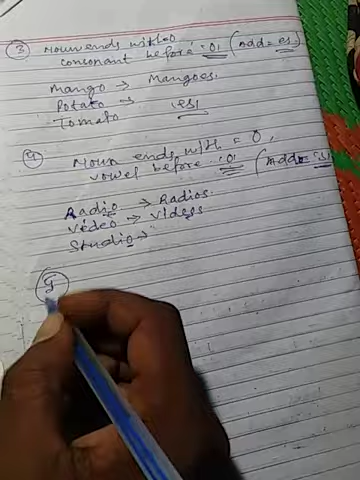 ③ Noun ends with = O
consonant before 'O' (Add = es)
Mango → Mangoes.
Potato →
Tomato 'es'
④ Noun ends with = O,
vowel before 'O' (Add = 's')
Radio → Radios.
Video → Videos
Studio →